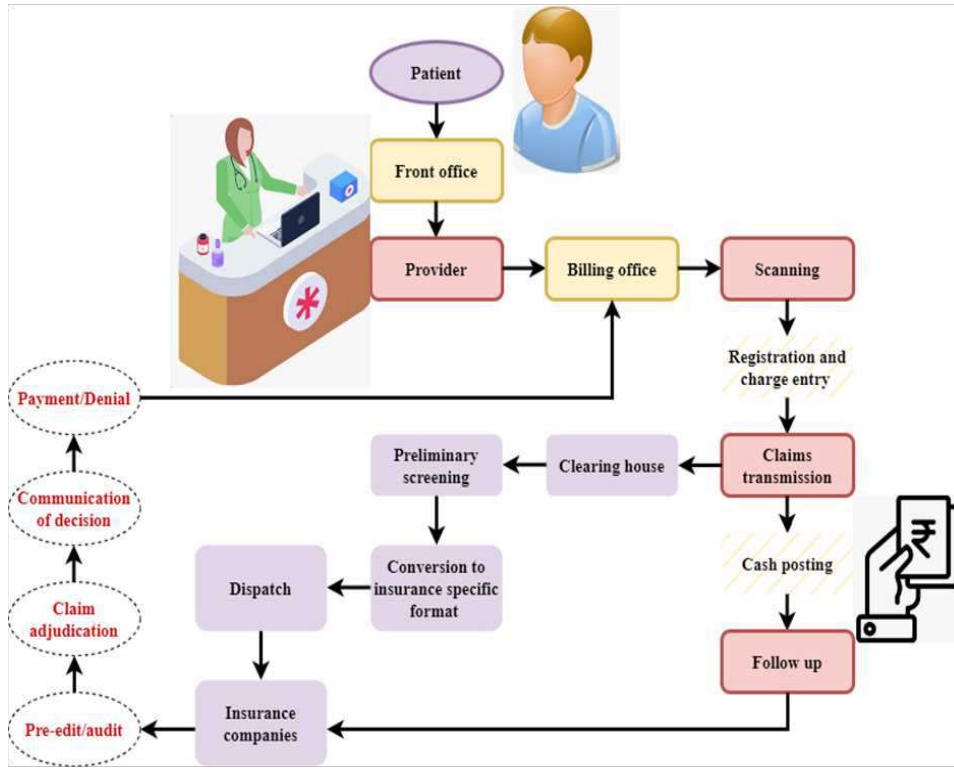 Patient
Front office
Provider
Billing office
Scanning
Registration and
charge entry
Payment/Denial
Preliminary
screening
Clearing house
Claims
transmission
Communication
of decision
Dispatch
Conversion to
insurance specific
format
Cash posting
₹
Claim
adjudication
Follow up
Pre-edit/audit
Insurance
companies